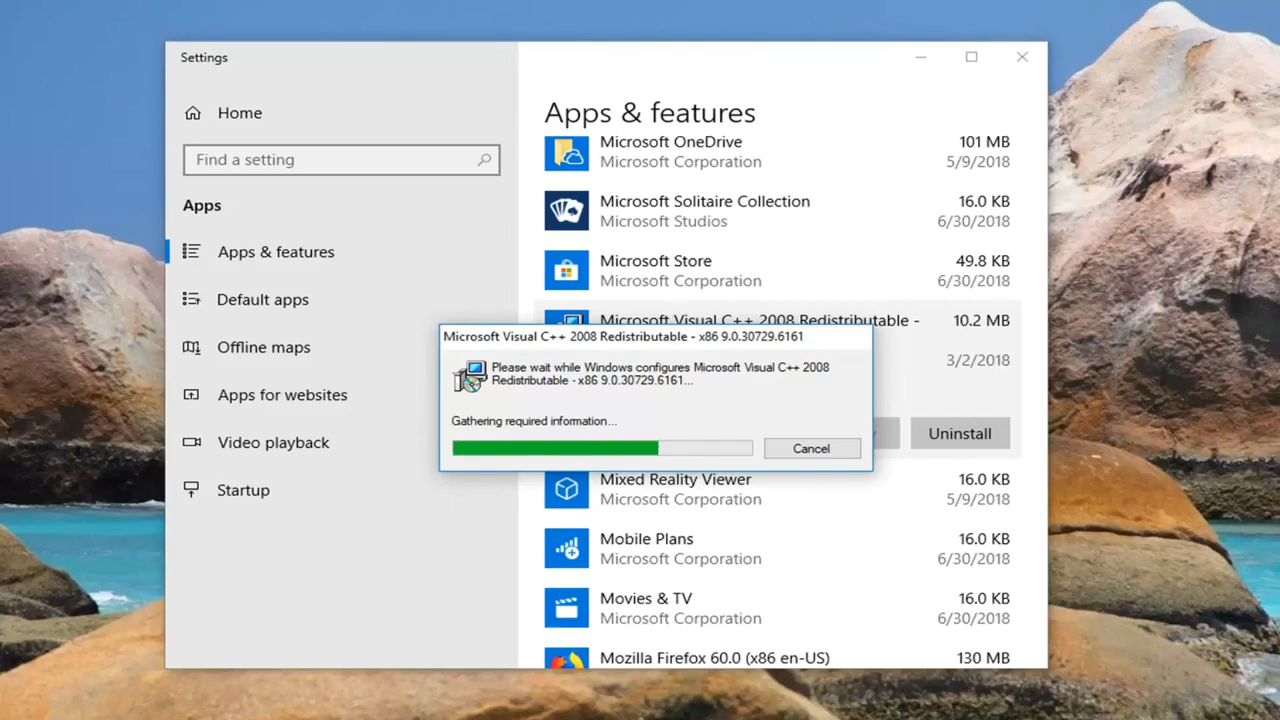 Settings
Home
Find a setting
Apps
Apps & features
Default apps
Offline maps
Apps for websites
Video playback
Startup
Apps & features
Microsoft OneDrive 101 MB
Microsoft Corporation 5/9/2018
Microsoft Solitaire Collection 16.0 KB
Microsoft Studios 6/30/2018
Microsoft Store 49.8 KB
Microsoft Corporation 6/30/2018
Microsoft Visual C++ 2008 Redistributable - 10.2 MB
3/2/2018
Uninstall
Microsoft Visual C++ 2008 Redistributable - x86 9.0.30729.6161
Please wait while Windows configures Microsoft Visual C++ 2008
Redistributable - x86 9.0.30729.6161...
Gathering required information...
Cancel
Mixed Reality Viewer 16.0 KB
Microsoft Corporation 5/9/2018
Mobile Plans 16.0 KB
Microsoft Corporation 6/30/2018
Movies & TV 16.0 KB
Microsoft Corporation 6/30/2018
Mozilla Firefox 60.0 (x86 en-US) 130 MB